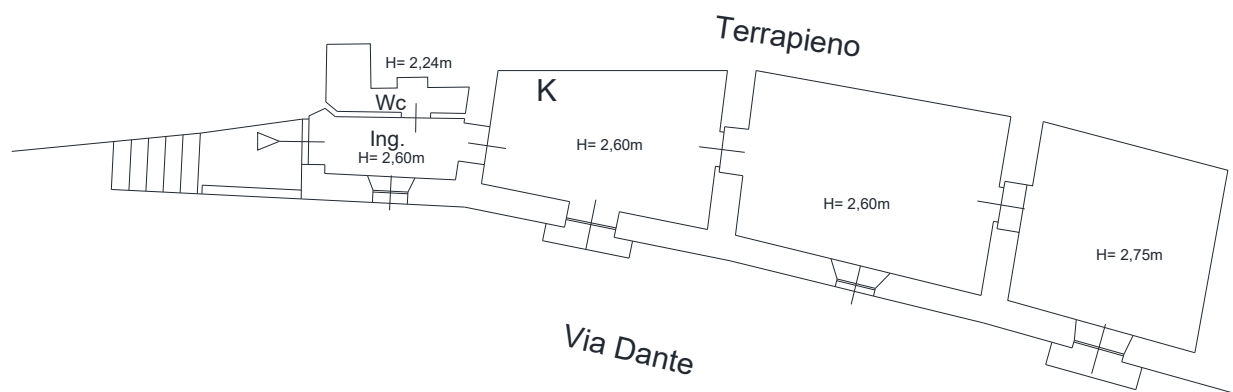 Terrapieno
H= 2,24m
K
Wc
Ing.
H= 2,60m
H= 2,60m
H= 2,60m
H= 2,75m
Via Dante